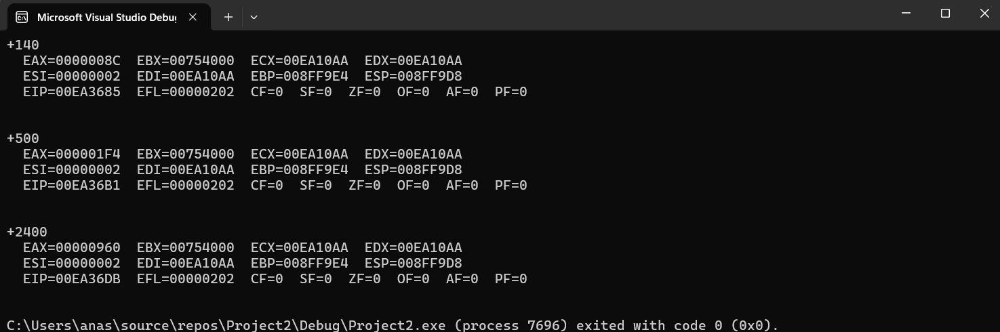 Microsoft Visual Studio Debu
+140
EAX=0000008C EBX=00754000 ECX=00EA10AA EDX=00EA10AA
ESI=00000002 EDI=00EA10AA EBP=008FF9E4 ESP=008FF9D8
EIP=00EA3685 EFL=00000202 CF=0 SF=0 ZF=0 OF=0 AF=0 PF=0
+500
EAX=000001F4 EBX=00754000 ECX=00EA10AA EDX=00EA10AA
ESI=00000002 EDI=00EA10AA EBP=008FF9E4 ESP=008FF9D8
EIP=00EA36B1 EFL=00000202 CF=0 SF=0 ZF=0 OF=0 AF=0 PF=0
+2400
EAX=00000960 EBX=00754000 ECX=00EA10AA EDX=00EA10AA
ESI=00000002 EDI=00EA10AA EBP=008FF9E4 ESP=008FF9D8
EIP=00EA36DB EFL=00000202 CF=0 SF=0 ZF=0 OF=0 AF=0 PF=0
C:\Users\anas\source\repos\Project2\Debug\Project2.exe (process 7696) exited with code 0 (0x0).